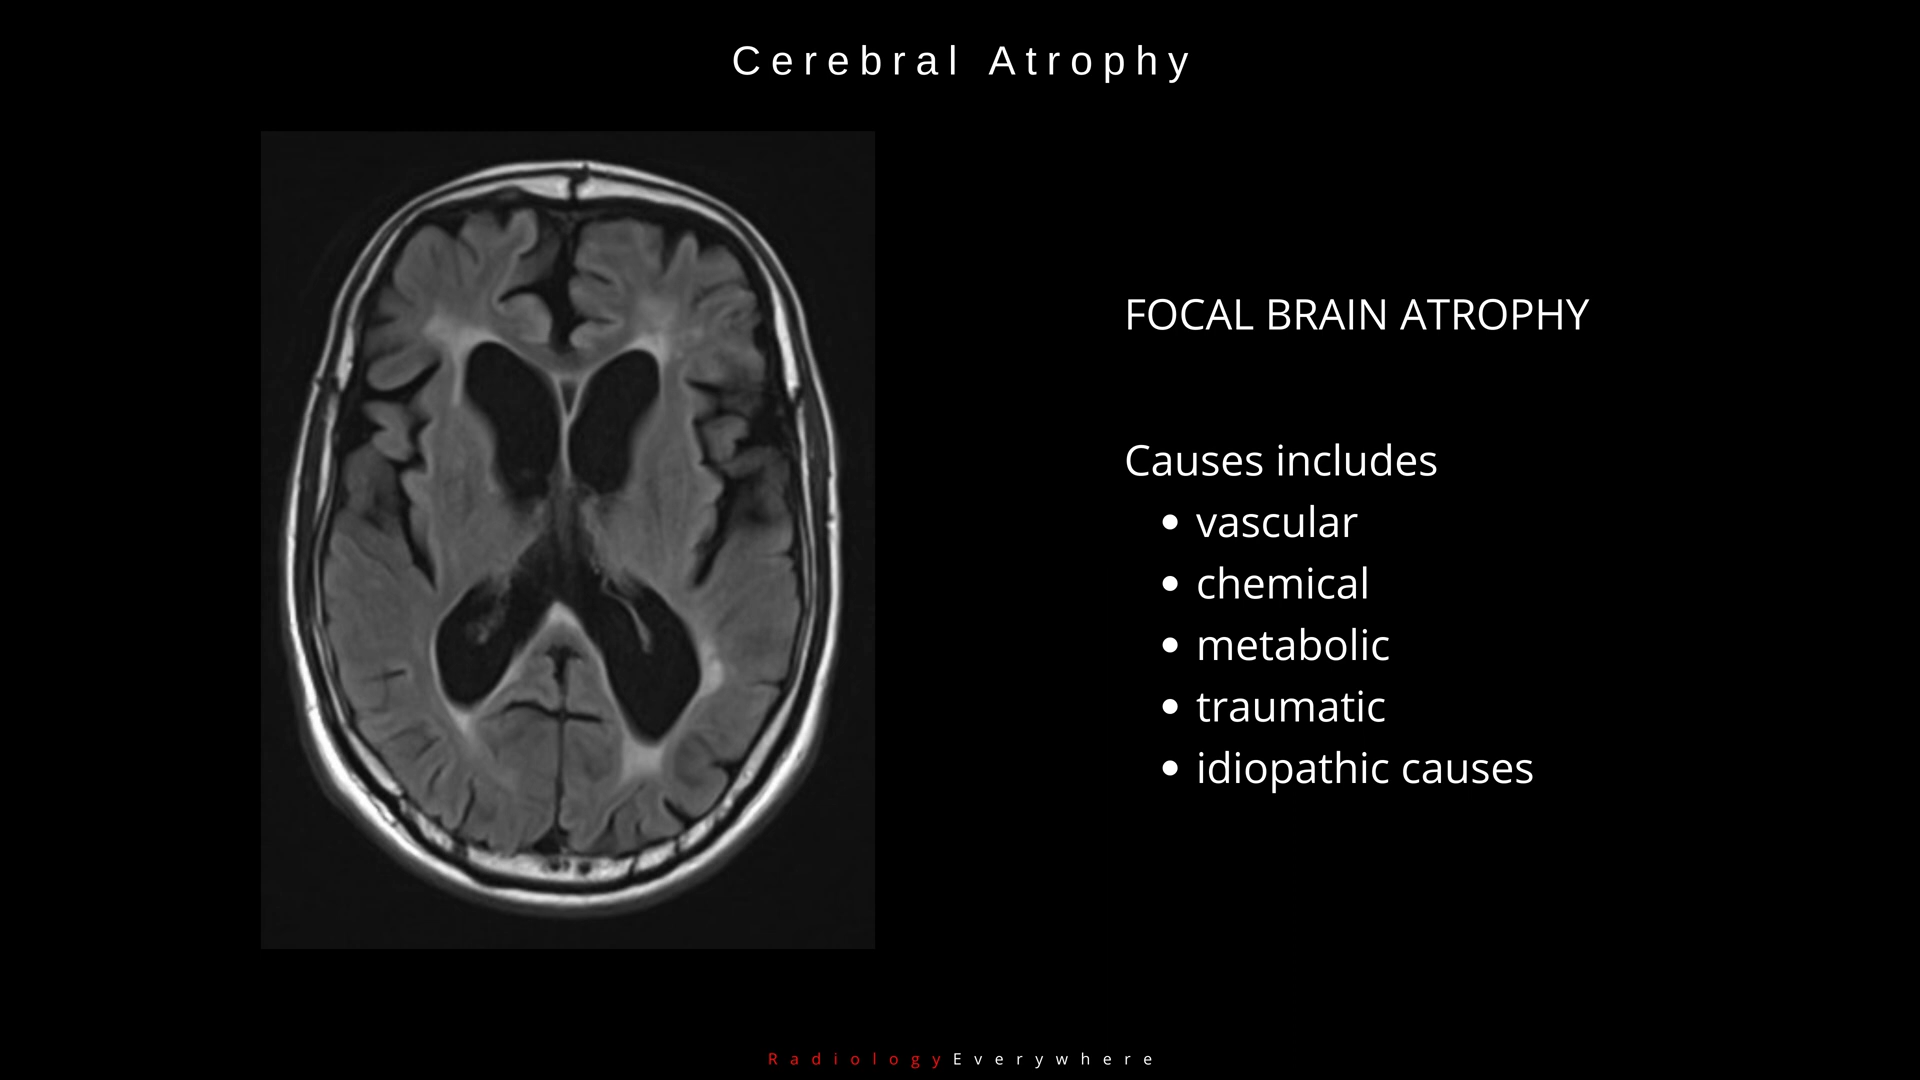 Cerebral Atrophy
FOCAL BRAIN ATROPHY
Causes includes
• vascular
• chemical
• metabolic
• traumatic
• idiopathic causes
RadiologyEverywhere